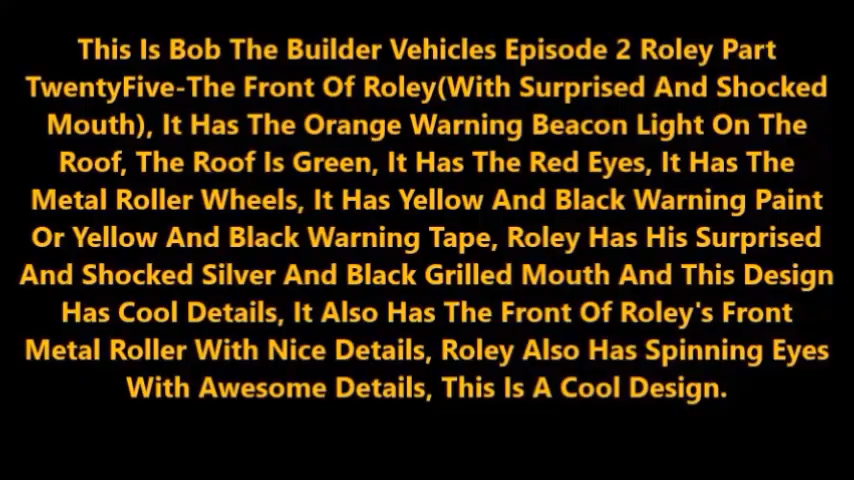 This Is Bob The Builder Vehicles Episode 2 Roley Part
TwentyFive-The Front Of Roley(With Surprised And Shocked
Mouth), It Has The Orange Warning Beacon Light On The
Roof, The Roof Is Green, It Has The Red Eyes, It Has The
Metal Roller Wheels, It Has Yellow And Black Warning Paint
Or Yellow And Black Warning Tape, Roley Has His Surprised
And Shocked Silver And Black Grilled Mouth And This Design
Has Cool Details, It Also Has The Front Of Roley's Front
Metal Roller With Nice Details, Roley Also Has Spinning Eyes
With Awesome Details, This Is A Cool Design.